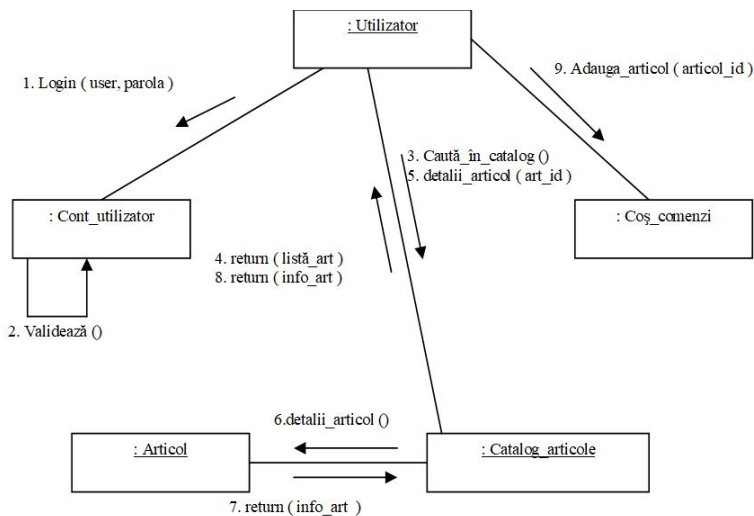 : Utilizator
9. Adauga_articol ( articol_id )
1. Login ( user, parola )
3. Caută_în_catalog ()
5. detalii_articol ( art_id )
: Cont_utilizator
: Coş_comenzi
4. return ( listă_art )
8. return ( info_art )
2. Validează ()
6.detalii_articol ()
: Articol
: Catalog_articole
7. return ( info_art )